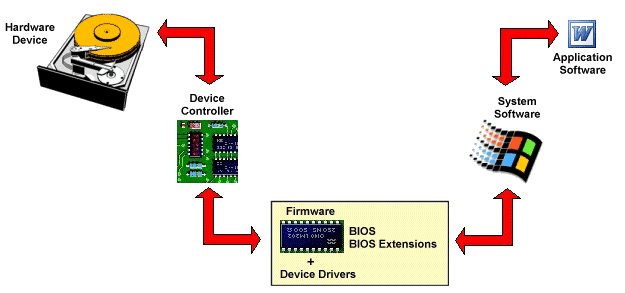 Hardware
Device
Device
Controller
Firmware
BIOS
BIOS Extensions
+
Device Drivers
System
Software
W
Application
Software